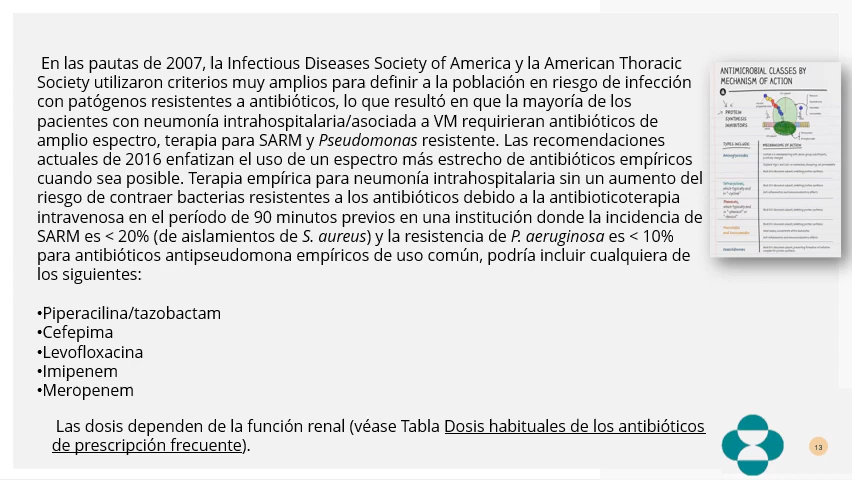 En las pautas de 2007, la Infectious Diseases Society of America y la American Thoracic
Society utilizaron criterios muy amplios para definir a la población en riesgo de infección
con patógenos resistentes a antibióticos, lo que resultó en que la mayoría de los
pacientes con neumonía intrahospitalaria/asociada a VM requirieran antibióticos de
amplio espectro, terapia para SARM y Pseudomonas resistente. Las recomendaciones
actuales de 2016 enfatizan el uso de un espectro más estrecho de antibióticos empíricos
cuando sea posible. Terapia empírica para neumonía intrahospitalaria sin un aumento del
riesgo de contraer bacterias resistentes a los antibióticos debido a la antibioticoterapia
intravenosa en el período de 90 minutos previos en una institución donde la incidencia de
SARM es < 20% (de aislamientos de S. aureus) y la resistencia de P. aeruginosa es < 10%
para antibióticos antipseudomona empíricos de uso común, podría incluir cualquiera de
los siguientes:
•Piperacilina/tazobactam
•Cefepima
•Levofloxacina
•Imipenem
•Meropenem
Las dosis dependen de la función renal (véase Tabla Dosis habituales de los antibióticos
de prescripción frecuente).
ANTIMICROBIAL CLASSES BY
MECHANISM OF ACTION
PROTEIN
SYNTHESIS
INHIBITORS
TYPES INCLUDE
MECHANISMS OF ACTION
13